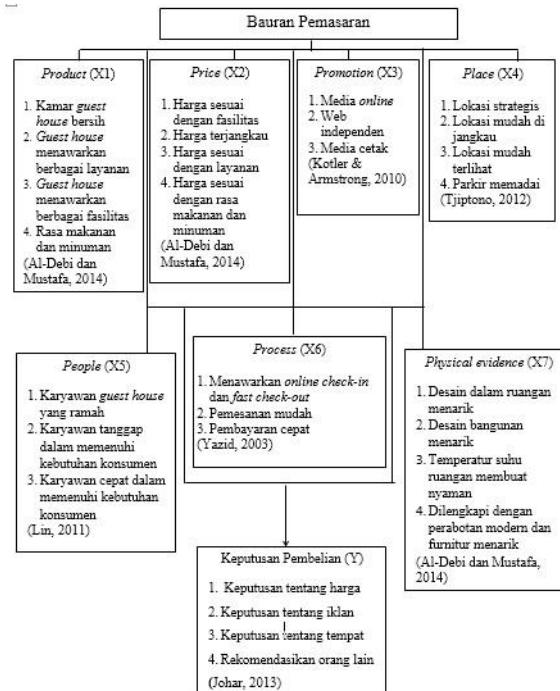 Bauran Pemasaran
Product (X1)
1. Kamar guest
house bersih
2. Guest house
menawarkan
berbagai layanan
3. Guest house
menawarkan
berbagai fasilitas
4. Rasa makanan
dan minuman
(Al-Debi dan
Mustafa, 2014)
Price (X2)
1. Harga sesuai
dengan fasilitas
2. Harga terjangkau
3. Harga sesuai
dengan layanan
4. Harga sesuai
dengan rasa
makanan dan
minuman
(Al-Debi dan
Mustafa, 2014)
Promotion (X3)
1. Media online
2. Web
independen
3. Media cetak
(Kotler &
Armstrong, 2010)
Place (X4)
1. Lokasi strategis
2. Lokasi mudah di
jangkau
3. Lokasi mudah
terlihat
4. Parkir memadai
(Tjiptono, 2012)
People (X5)
1. Karyawan guest house
yang ramah
2. Karyawan tanggap
dalam memenuhi
kebutuhan konsumen
3. Karyawan cepat dalam
memenuhi kebutuhan
konsumen
(Lin, 2011)
Process (X6)
1. Menawarkan online check-in
dan fast check-out
2. Pemesanan mudah
3. Pembayaran cepat
(Yazid, 2003)
Physical evidence (X7)
1. Desain dalam ruangan
menarik
2. Desain bangunan
menarik
3. Temperatur suhu
ruangan membuat
nyaman
4. Dilengkapi dengan
perabotan modern dan
furnitur menarik
(Al-Debi dan Mustafa,
2014)
Keputusan Pembelian (Y)
1. Keputusan tentang harga
2. Keputusan tentang iklan
3. Keputusan tentang tempat
4. Rekomendasikan orang lain
(Johar, 2013)